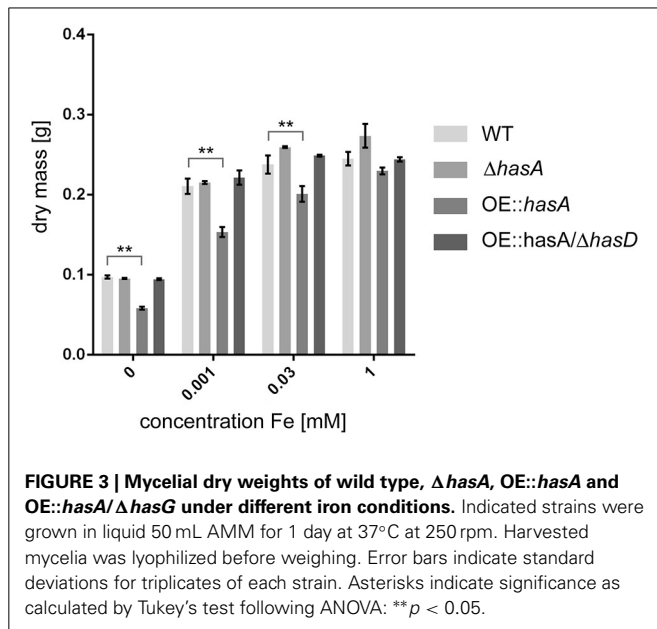 0.4
0.3
0.2
0.1
0.0
dry mass [g]
**
**
**
0
0.001
0.03
1
concentration Fe [mM]
WT
ΔhasA
OE::hasA
OE::hasA/ΔhasD
FIGURE 3 | Mycelial dry weights of wild type, ΔhasA, OE::hasA and
OE::hasA/ΔhasG under different iron conditions. Indicated strains were
grown in liquid 50 mL AMM for 1 day at 37°C at 250 rpm. Harvested
mycelia was lyophilized before weighing. Error bars indicate standard
deviations for triplicates of each strain. Asterisks indicate significance as
calculated by Tukey's test following ANOVA: **p < 0.05.